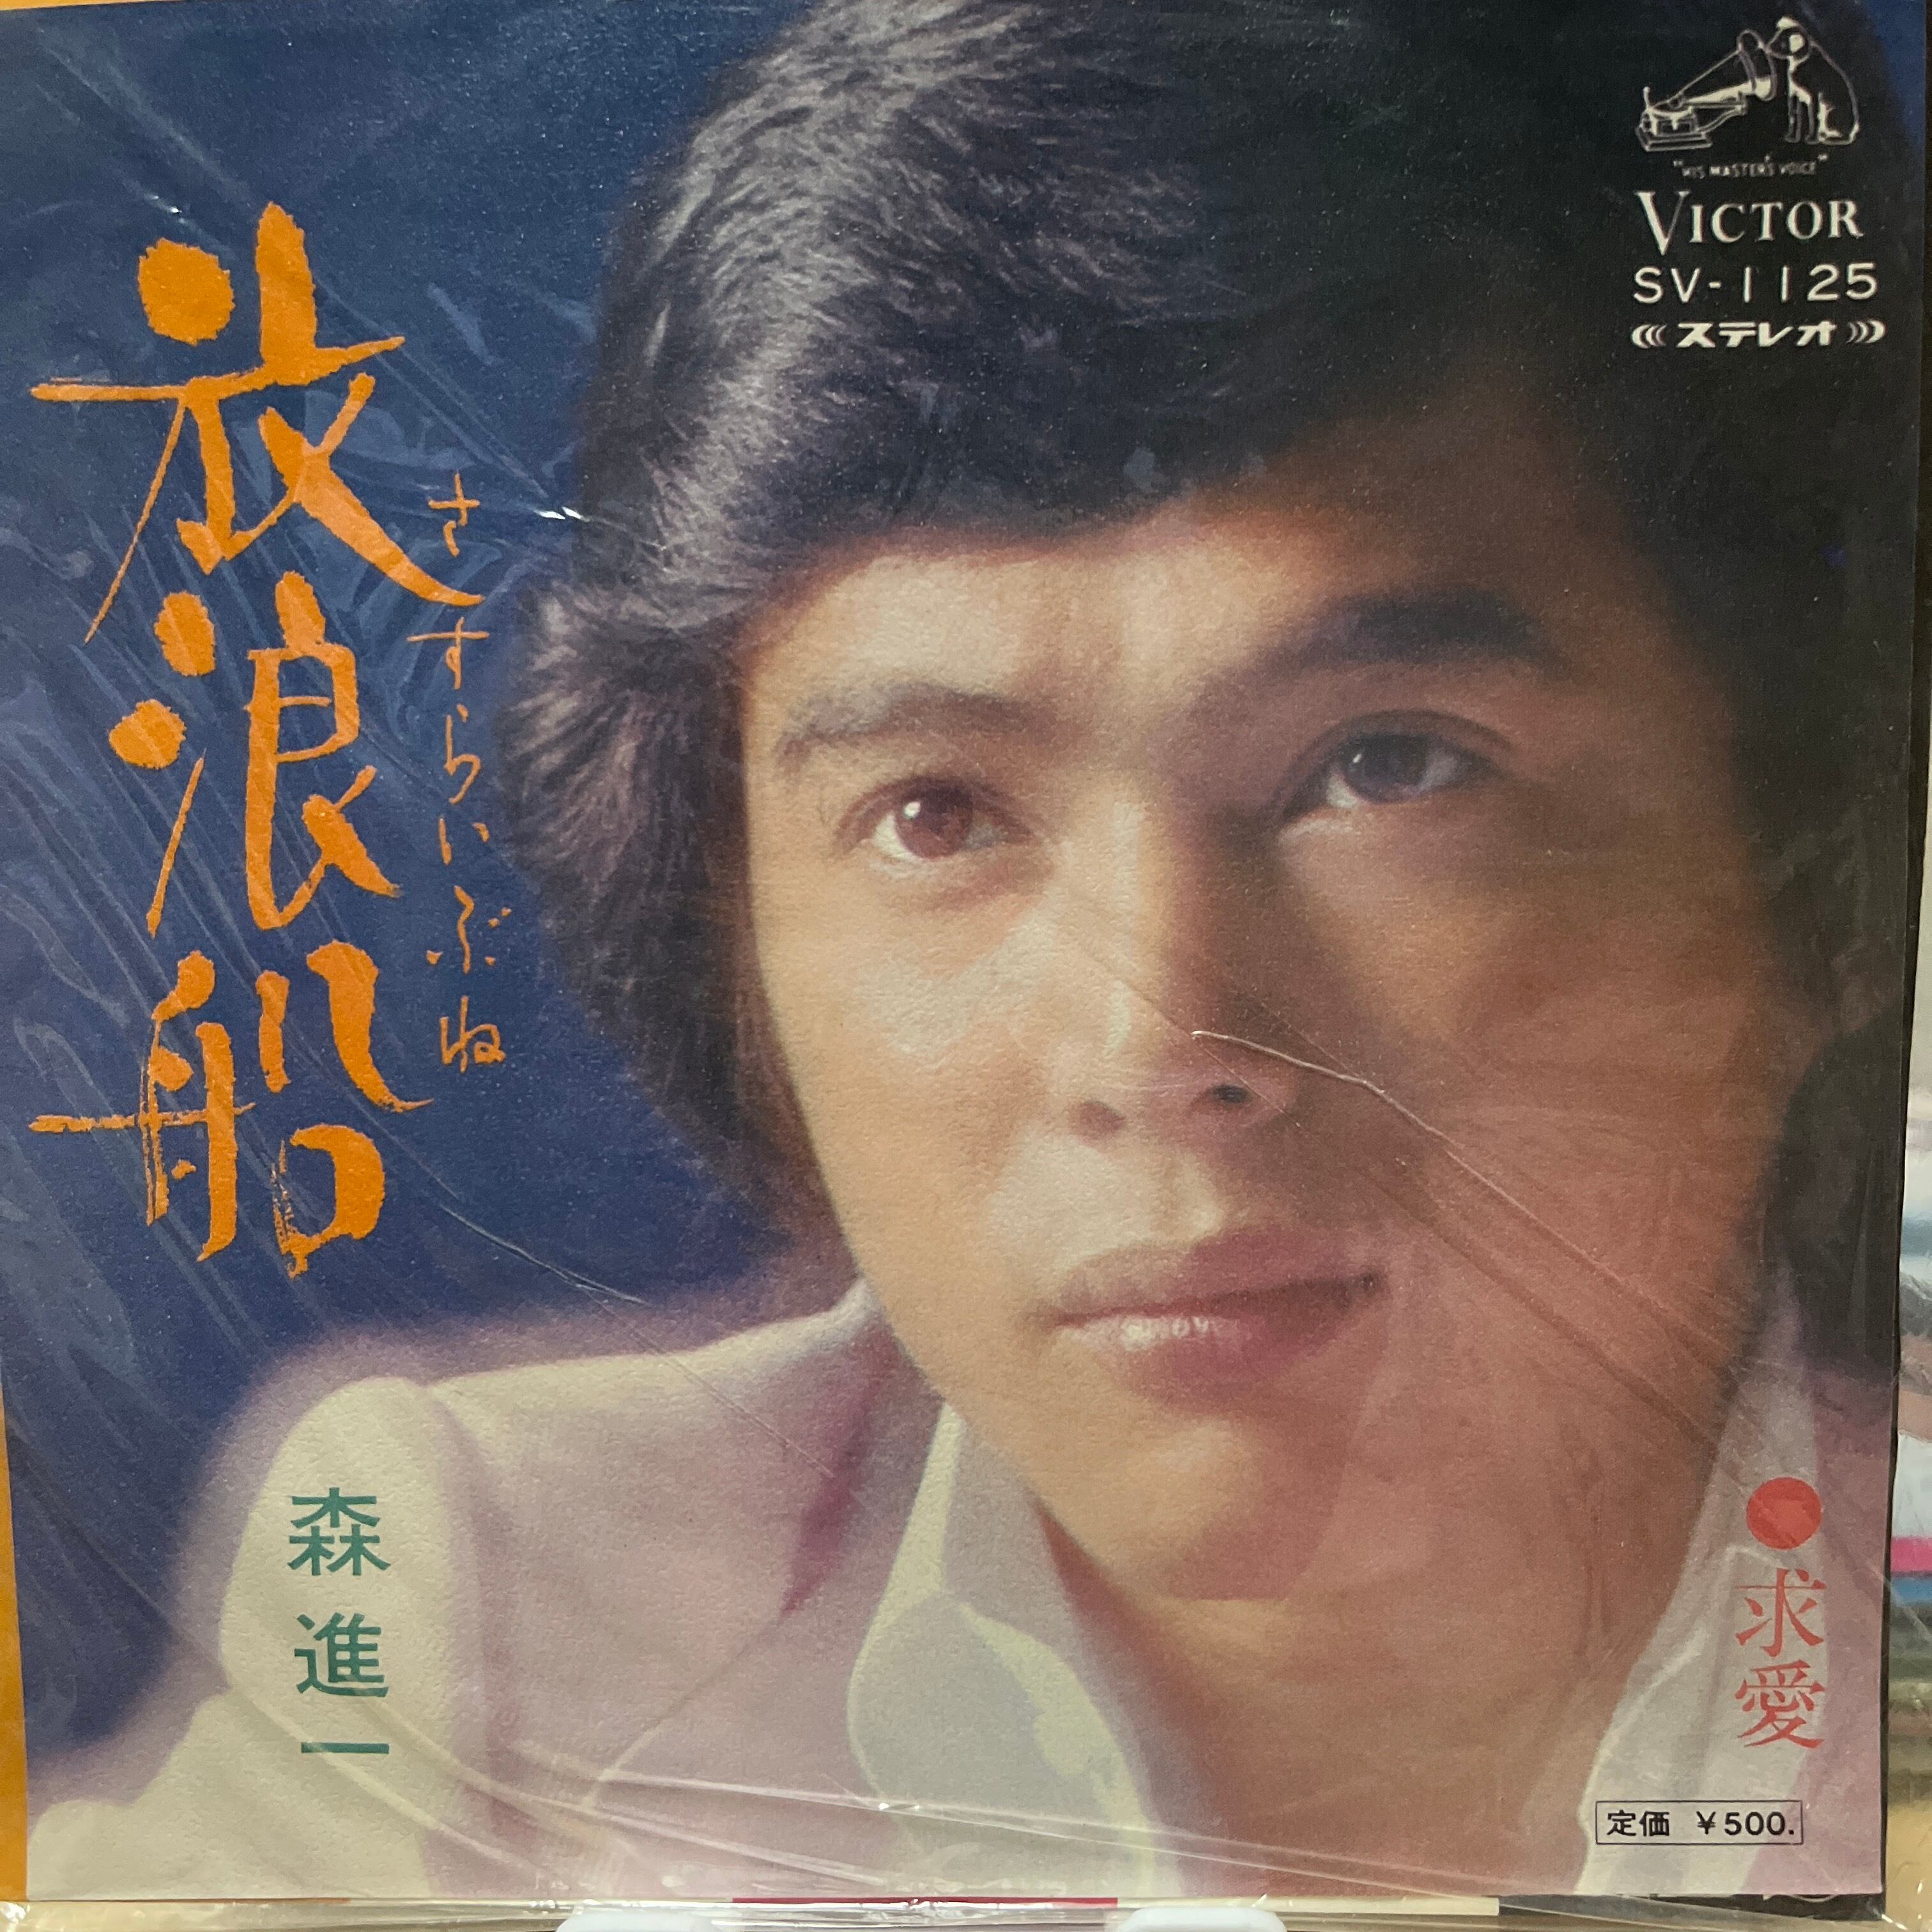 放浪船
さすらいぶね
"HIS MASTER'S VOICE"
VICTOR
SV-1125
ステレオ
森進一
●求愛
定価 ¥500.